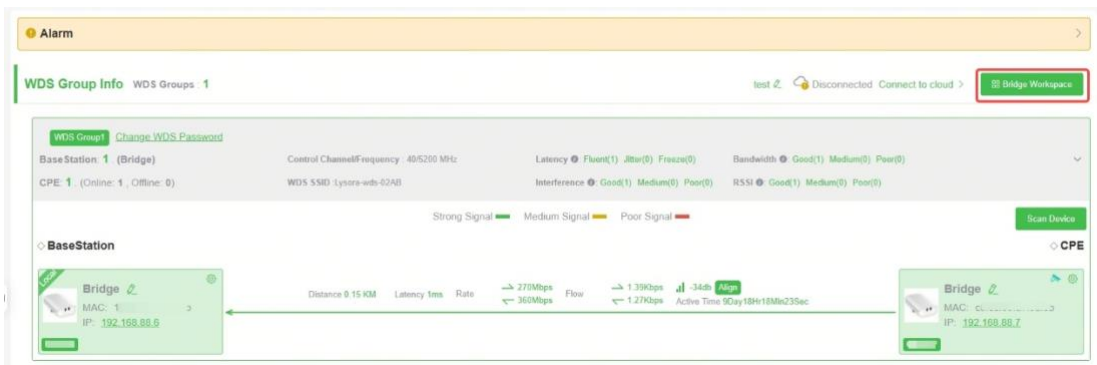 Alarm
WDS Group Info WDS Groups : 1
test Disconnected Connect to cloud >
Bridge Workspace
WDS Group1 Change WDS Password
BaseStation: 1 . (Bridge) Control Channel/Frequency : 40/5200 MHz Latency : Fluent(1) Jitter(0) Freeze(0) Bandwidth : Good(1) Medium(0) Poor(0)
CPE: 1 . (Online: 1 , Offline: 0) WDS SSID : Interference : Good(1) Medium(0) Poor(0) RSSI : Good(1) Medium(0) Poor(0)
Strong Signal Medium Signal Poor Signal
Scan Device
BaseStation CPE
Local
Bridge
MAC: 1
IP: 192.168.88.6
Distance 0.15 KM Latency 1ms Rate 270Mbps 360Mbps Flow 1.39Kbps 1.27Kbps -34db Align
Active Time 9Day18Hr18Min23Sec
Bridge
MAC:
IP: 192.168.88.7